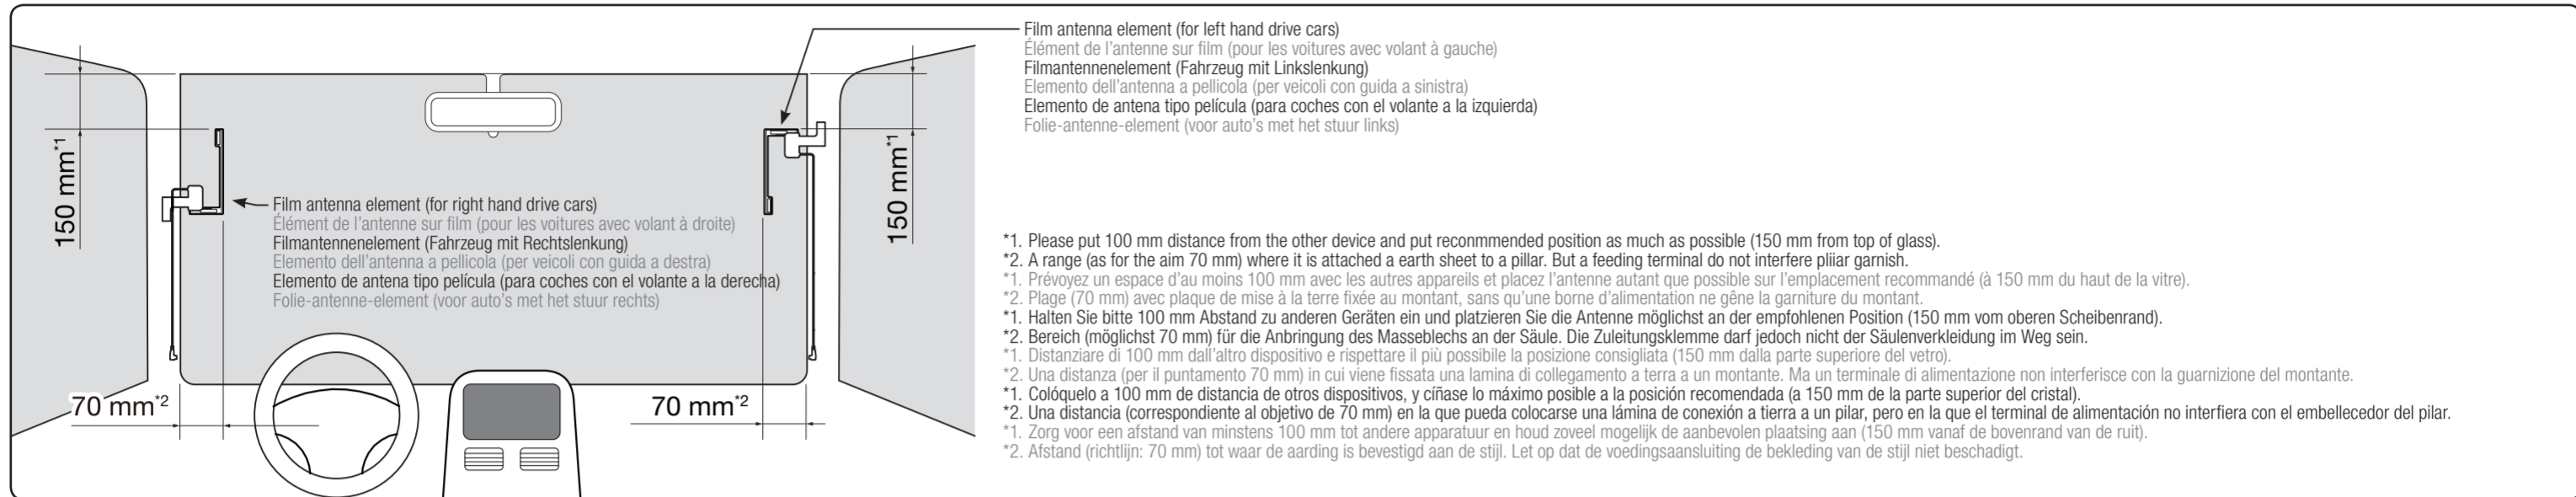 Film antenna element (for left hand drive cars)
Élément de l'antenne sur film (pour les voitures avec volant à gauche)
Filmantennenelement (Fahrzeug mit Linkslenkung)
Elemento dell'antenna a pellicola (per veicoli con guida a sinistra)
Elemento de antena tipo película (para coches con el volante a la izquierda)
Folie-antenne-element (voor auto's met het stuur links)
150 mm*1
150 mm*1
Film antenna element (for right hand drive cars)
Élément de l'antenne sur film (pour les voitures avec volant à droite)
Filmantennenelement (Fahrzeug mit Rechtslenkung)
Elemento dell'antenna a pellicola (per veicoli con guida a destra)
Elemento de antena tipo película (para coches con el volante a la derecha)
Folie-antenne-element (voor auto's met het stuur rechts)
70 mm*2
70 mm*2
*1. Please put 100 mm distance from the other device and put reconmmended position as much as possible (150 mm from top of glass).
*2. A range (as for the aim 70 mm) where it is attached a earth sheet to a pillar. But a feeding terminal do not interfere pliiar garnish.
*1. Prévoyez un espace d'au moins 100 mm avec les autres appareils et placez l'antenne autant que possible sur l'emplacement recommandé (à 150 mm du haut de la vitre).
*2. Plage (70 mm) avec plaque de mise à la terre fixée au montant, sans qu'une borne d'alimentation ne gêne la garniture du montant.
*1. Halten Sie bitte 100 mm Abstand zu anderen Geräten ein und platzieren Sie die Antenne möglichst an der empfohlenen Position (150 mm vom oberen Scheibenrand).
*2. Bereich (möglichst 70 mm) für die Anbringung des Masseblechs an der Säule. Die Zuleitungsklemme darf jedoch nicht der Säulenverkleidung im Weg sein.
*1. Distanziare di 100 mm dall'altro dispositivo e rispettare il più possibile la posizione consigliata (150 mm dalla parte superiore del vetro).
*2. Una distanza (per il puntamento 70 mm) in cui viene fissata una lamina di collegamento a terra a un montante. Ma un terminale di alimentazione non interferisce con la guarnizione del montante.
*1. Colóquelo a 100 mm de distancia de otros dispositivos, y cíñase lo máximo posible a la posición recomendada (a 150 mm de la parte superior del cristal).
*2. Una distancia (correspondiente al objetivo de 70 mm) en la que pueda colocarse una lámina de conexión a tierra a un pilar, pero en la que el terminal de alimentación no interfiera con el embellecedor del pilar.
*1. Zorg voor een afstand van minstens 100 mm tot andere apparatuur en houd zoveel mogelijk de aanbevolen plaatsing aan (150 mm vanaf de bovenrand van de ruit).
*2. Afstand (richtlijn: 70 mm) tot waar de aarding is bevestigd aan de stijl. Let op dat de voedingsaansluiting de bekleding van de stijl niet beschadigt.